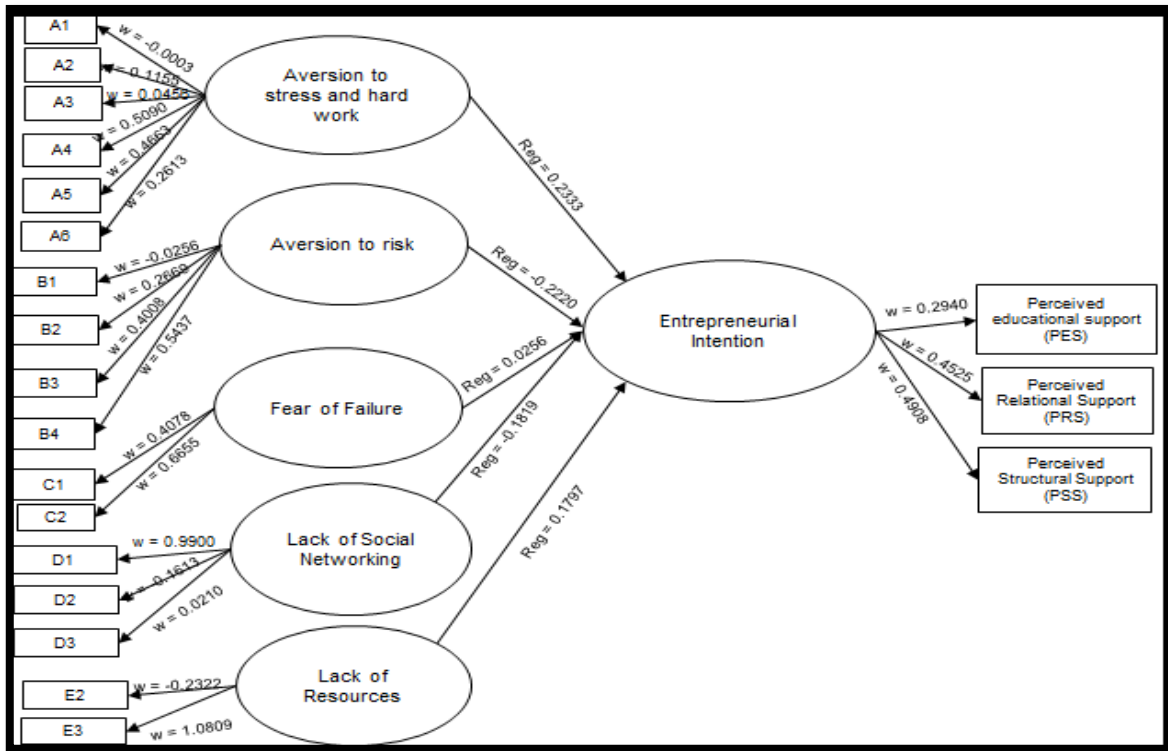 A1
w = -0.0003
A2
0.1155
A3
w = 0.0456
A4
w = 0.5090
A5
w = 0.4663
A6
w = 0.2613
Aversion to
stress and hard
work
Reg = 0.2333
B1
w = -0.0256
B2
w = 0.2669
B3
w = 0.4008
B4
w = 0.5437
Aversion to risk
Reg = -0.2220
C1
w = 0.4078
C2
w = 0.6655
Fear of Failure
Reg = 0.0256
D1
w = 0.9900
D2
-0.1613
D3
w = 0.0210
Lack of Social
Networking
Reg = -0.1819
E2
w = -0.2322
E3
w = 1.0809
Lack of
Resources
Reg = 0.1797
Entrepreneurial
Intention
w = 0.2940
w = 0.4525
w = 0.4908
Perceived
educational support
(PES)
Perceived
Relational Support
(PRS)
Perceived
Structural Support
(PSS)